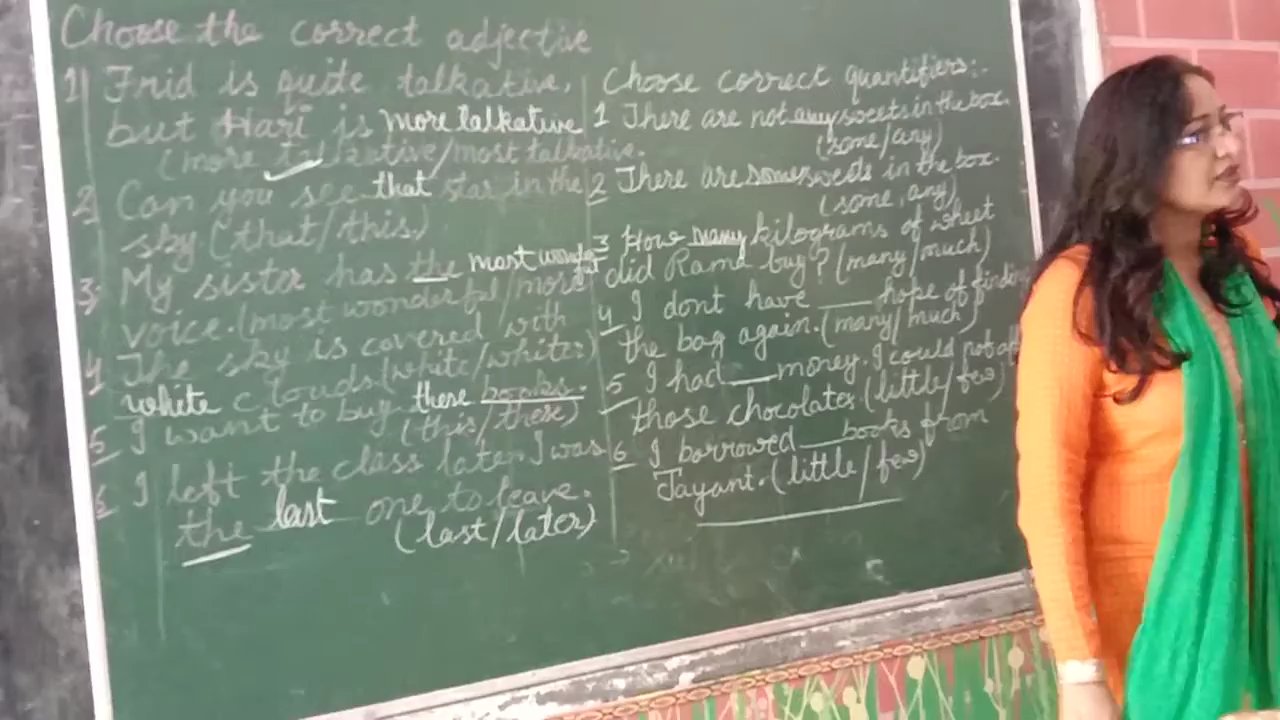 Choose the correct adjective
1) Frid is quite talkative,
but Hari is more talkative
(more talkative/most talkative.
2) Can you see that star in the
sky (that/this)
3) My sister has the most wonderful
voice. (most wonderful/more
4) The sky is covered with
white clouds (white/whiter)
5 I want to buy these books.
(this/these)
6 I left the class later I was
the last one to leave.
(last/later)
Choose correct quantifiers:-
1 There are not any sweets in the box.
(some/any)
2 There are some sweets in the box.
(some, any)
3 How many kilograms of wheet
did Rama buy? (many/much)
4 I dont have ___ hope of finding
the bag again. (many/much)
5 I had ___ money. I could not
those chocolates (little/few)
6 I borrowed ___ books from
Jayant. (little/few)